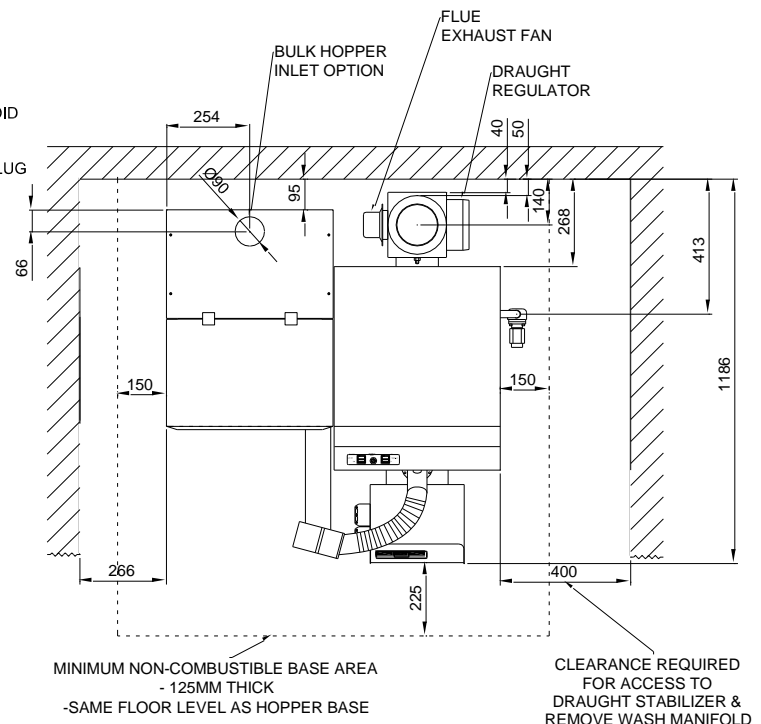 FLUE
EXHAUST FAN
BULK HOPPER
INLET OPTION
DRAUGHT
REGULATOR
OID
LUG
254
Ø90
95
40
50
140
268
413
66
1186
150
150
266
400
225
MINIMUM NON-COMBUSTIBLE BASE AREA
- 125MM THICK
-SAME FLOOR LEVEL AS HOPPER BASE
CLEARANCE REQUIRED
FOR ACCESS TO
DRAUGHT STABILIZER &
REMOVE WASH MANIFOLD